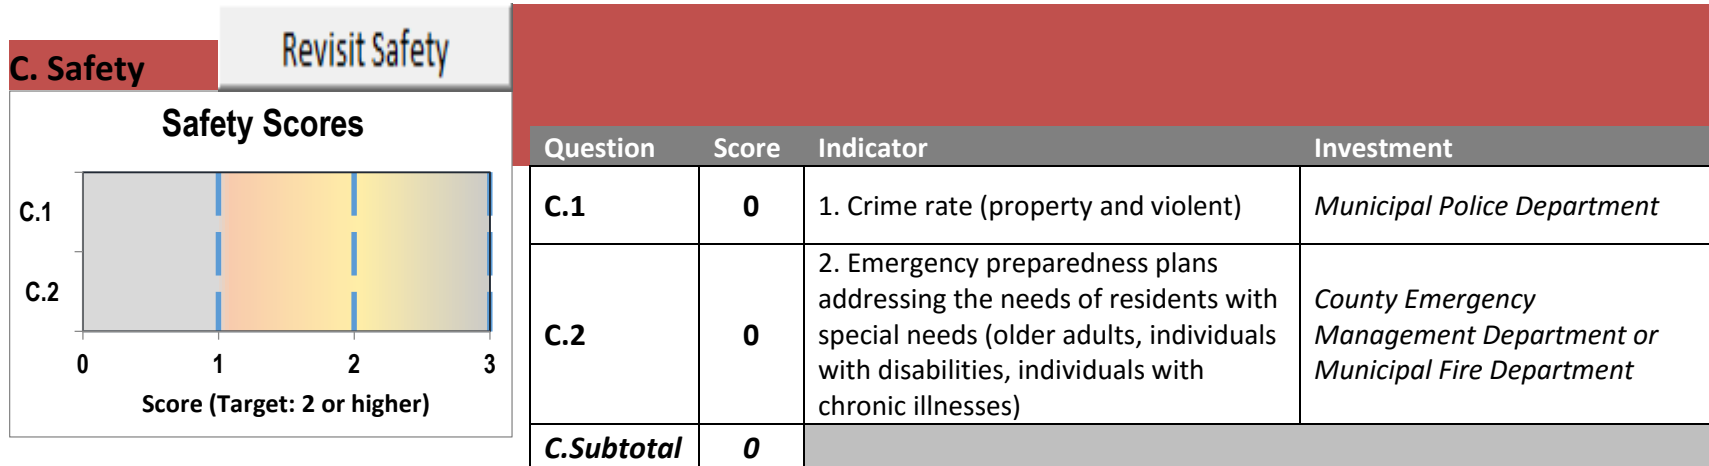 C. Safety
Revisit Safety
Safety Scores
C.1
C.2
0 1 2 3
Score (Target: 2 or higher)
Question Score Indicator Investment
C.1 0 1. Crime rate (property and violent) Municipal Police Department
C.2 0
2. Emergency preparedness plans
addressing the needs of residents with
special needs (older adults, individuals
with disabilities, individuals with
chronic illnesses)
County Emergency
Management Department or
Municipal Fire Department
C.Subtotal 0